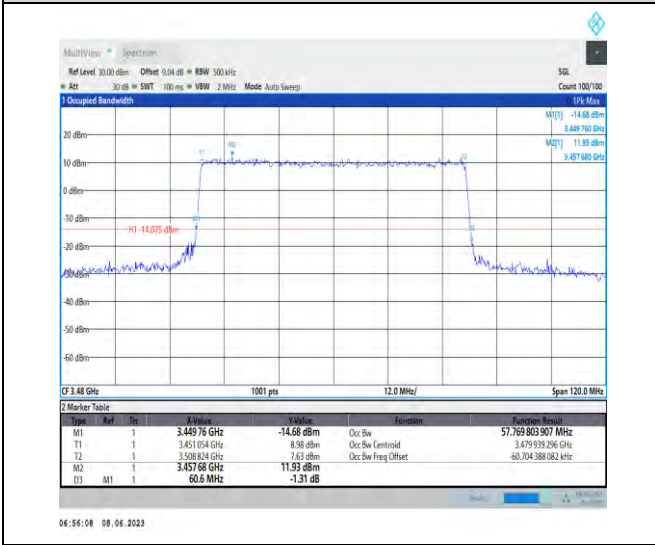 MultiView Spectrum
Ref Level 30.00 dBm Offset 9.04 dB RBW 500 kHz SGL
Att 30 dB SWT 100 ms VBW 2 MHz Mode Auto Sweep Count 100/100
1 Occupied Bandwidth 1Pk Max
M1[1] -14.68 dBm
3.449 760 GHz
M2[1] 11.93 dBm
3.457 680 GHz
20 dBm
M2
T1
10 dBm
0 dBm
-10 dBm
H1 -14.075 dBm
-20 dBm
-30 dBm
-40 dBm
-50 dBm
-60 dBm
CF 3.48 GHz 1001 pts 12.0 MHz/ Span 120.0 MHz
2 Marker Table
Type Ref Trc X-Value Y-Value Function Function Result
M1 1 3.449 76 GHz -14.68 dBm Occ Bw 57.769 803 907 MHz
T1 1 3.451 054 GHz 8.98 dBm Occ Bw Centroid 3.479 939 296 GHz
T2 1 3.508 824 GHz 7.63 dBm Occ Bw Freq Offset -60.704 388 082 kHz
M2 1 3.457 68 GHz 11.93 dBm
D3 M1 1 60.6 MHz -1.31 dB
06:56:08 08.06.2023